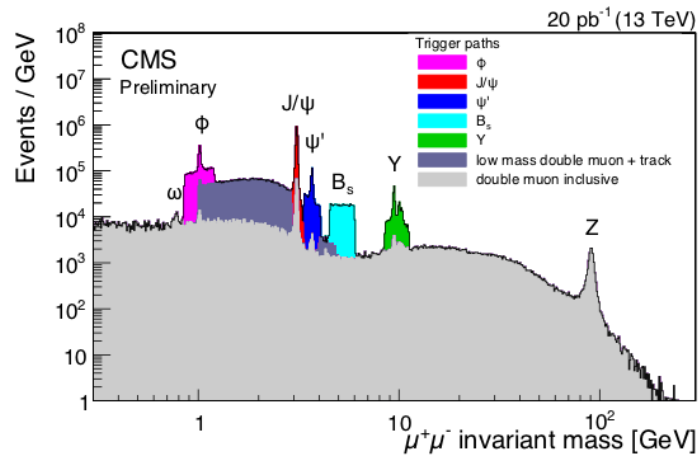 20 pb⁻¹ (13 TeV)
Events / GeV
10⁸
10⁷
10⁶
10⁵
10⁴
10³
10²
10
1
CMS
Preliminary
Trigger paths
ϕ
J/ψ
ψ'
Bₛ
Υ
low mass double muon + track
double muon inclusive
ω
ϕ
J/ψ
ψ'
Bₛ
Υ
Z
1
10
10²
μ⁺μ⁻ invariant mass [GeV]